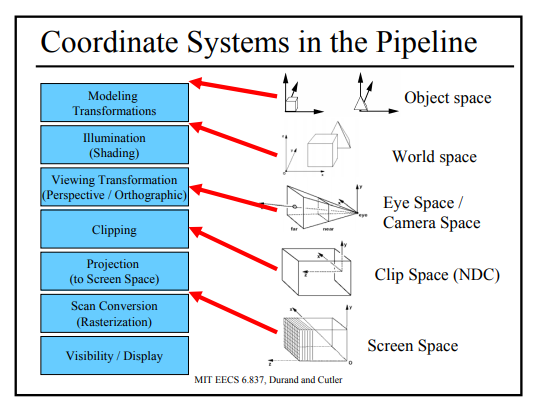 Coordinate Systems in the Pipeline
Modeling
Transformations
Illumination
(Shading)
Viewing Transformation
(Perspective / Orthographic)
Clipping
Projection
(to Screen Space)
Scan Conversion
(Rasterization)
Visibility / Display
Object space
World space
y
eye
far
near
Eye Space /
Camera Space
y
Clip Space (NDC)
y
Screen Space
MIT EECS 6.837, Durand and Cutler